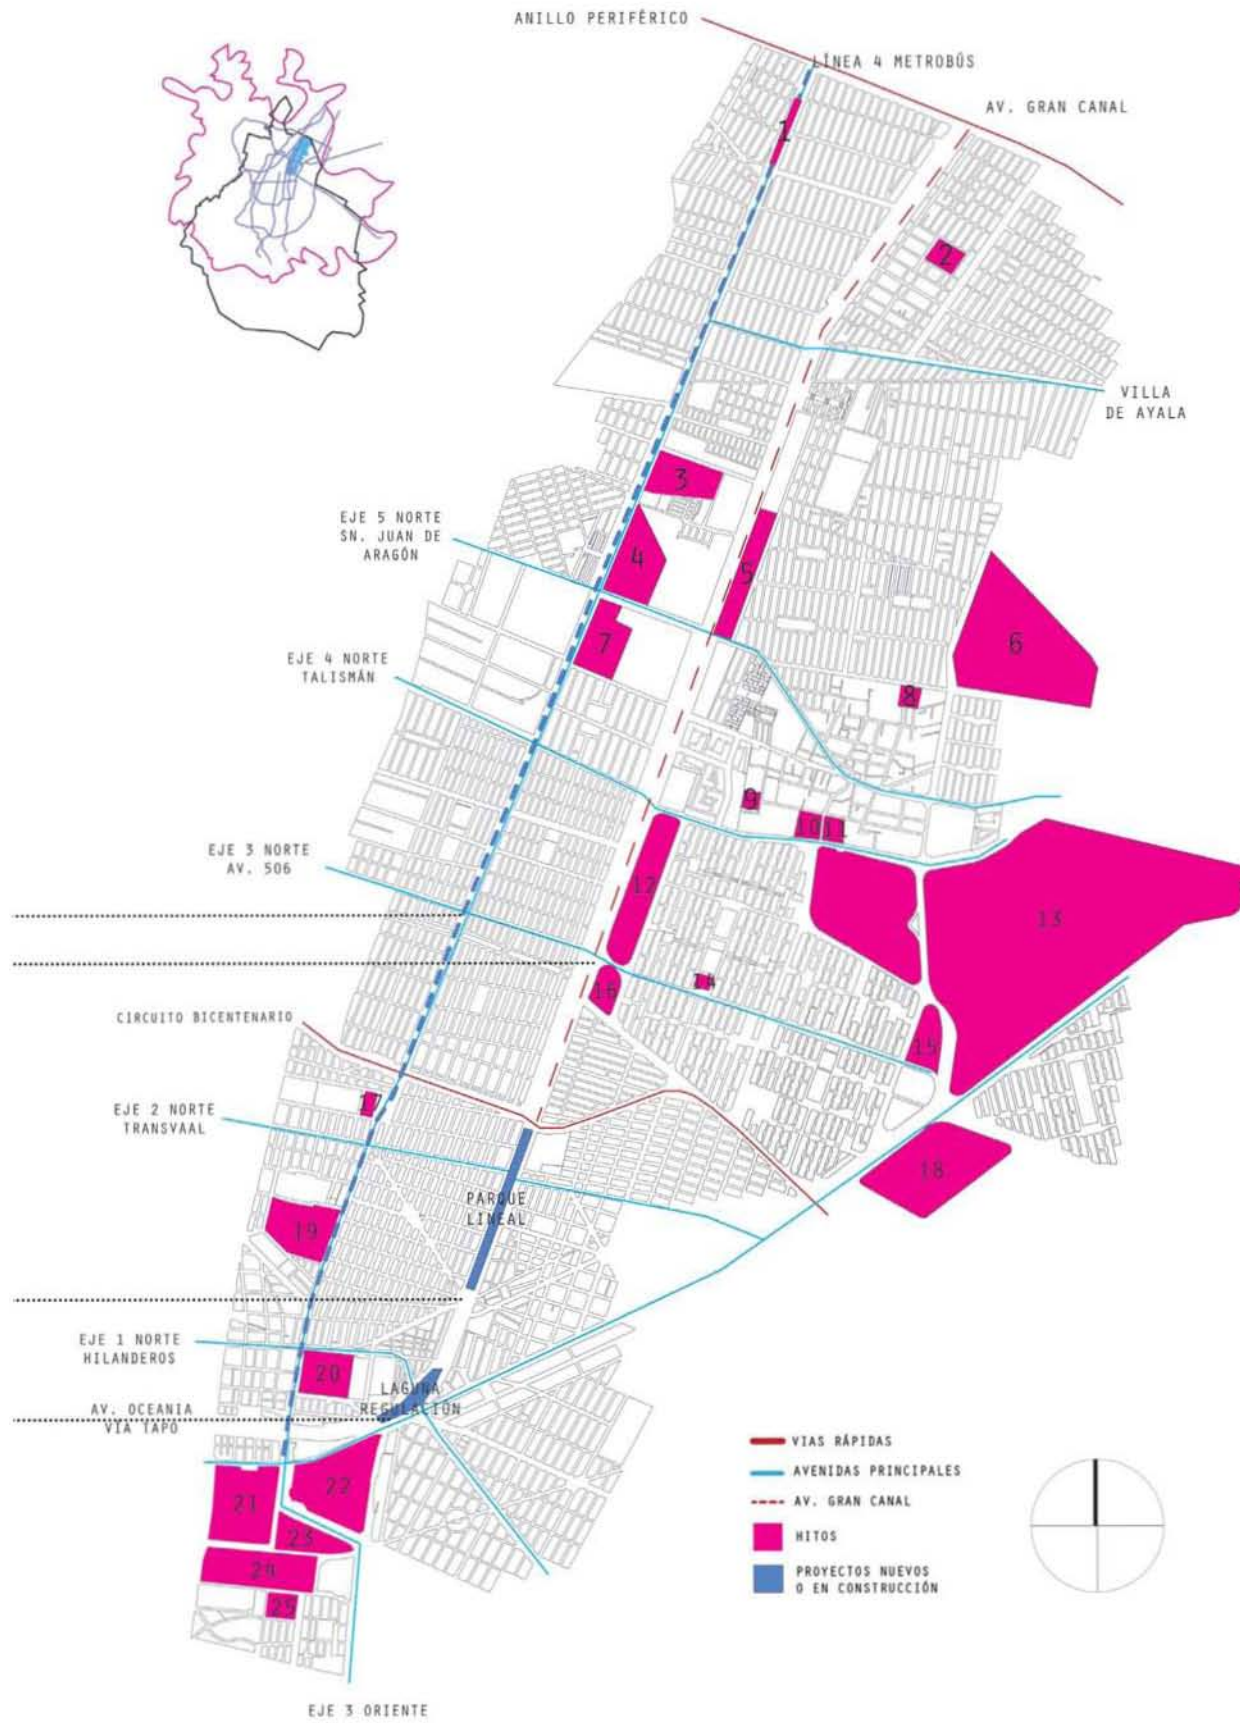 ANILLO PERIFÉRICO
LÍNEA 4 METROBÚS
AV. GRAN CANAL
1
2
VILLA
DE AYALA
3
EJE 5 NORTE
SN. JUAN DE
ARAGÓN
4
5
6
7
EJE 4 NORTE
TALISMÁN
8
9
10
11
EJE 3 NORTE
AV. 506
12
13
14
16
15
CIRCUITO BICENTENARIO
17
EJE 2 NORTE
TRANSVAAL
18
PARQUE
LINEAL
19
EJE 1 NORTE
HILANDEROS
20
LAGUNA
REGULACIÓN
AV. OCEANIA
VIA TAPO
21
22
23
24
25
VIAS RÁPIDAS
AVENIDAS PRINCIPALES
AV. GRAN CANAL
HITOS
PROYECTOS NUEVOS
O EN CONSTRUCCIÓN
EJE 3 ORIENTE